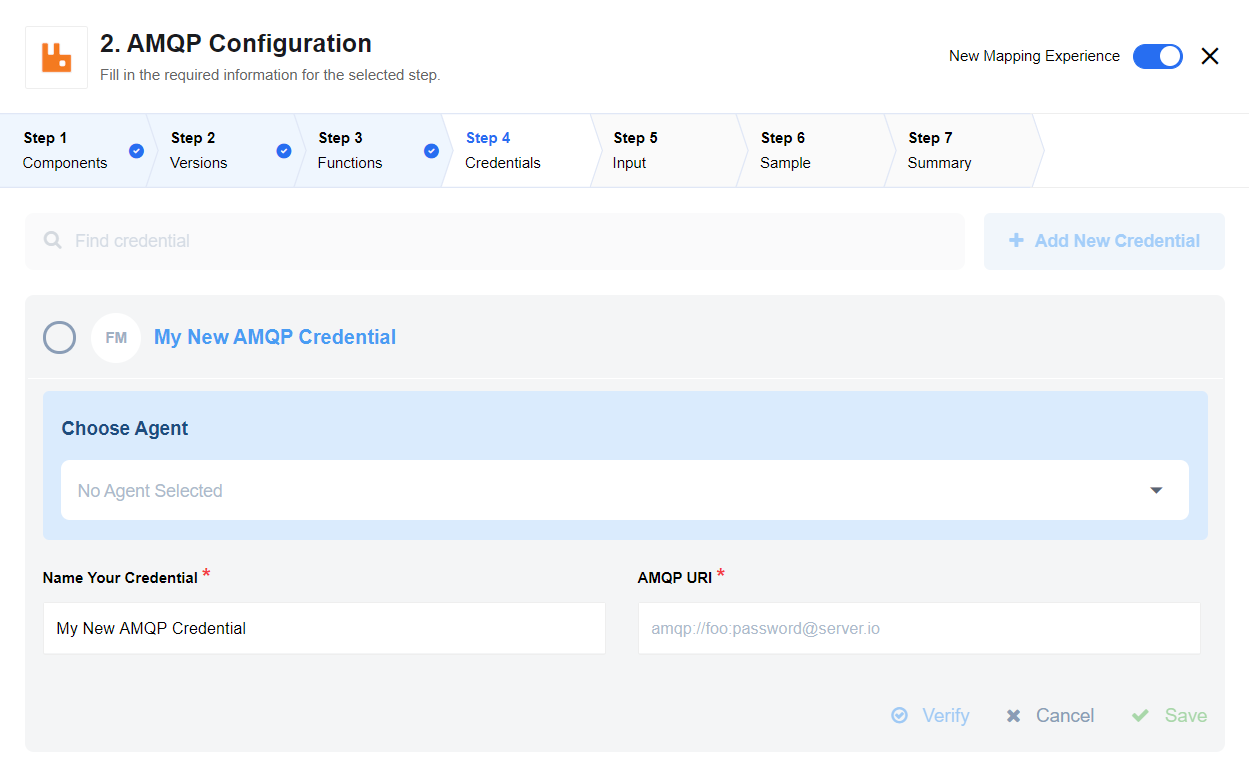 2. AMQP Configuration
Fill in the required information for the selected step.
New Mapping Experience
Step 1
Components
Step 2
Versions
Step 3
Functions
Step 4
Credentials
Step 5
Input
Step 6
Sample
Step 7
Summary
Find credential
Add New Credential
FM
My New AMQP Credential
Choose Agent
No Agent Selected
Name Your Credential *
AMQP URI *
My New AMQP Credential
amqp://foo:password@server.io
Verify
Cancel
Save